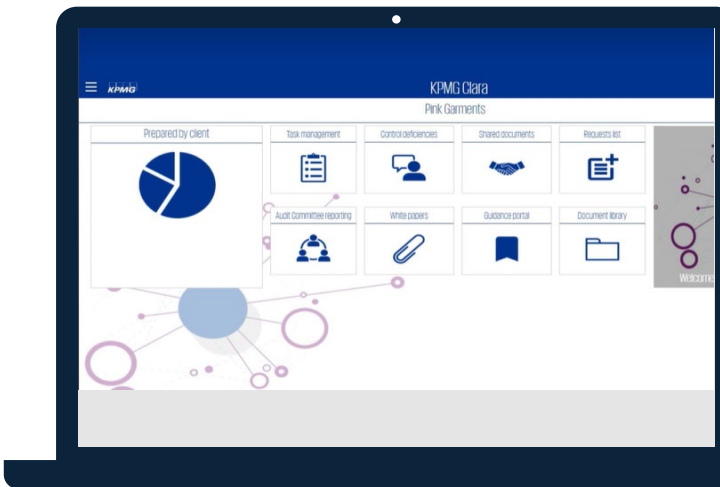 KPMG
KPMG Clara
Pink Garments
Prepared by client
Task management
Control deficiencies
Shared documents
Requests list
Audit Committee reporting
White papers
Guidance portal
Document library
Welcome